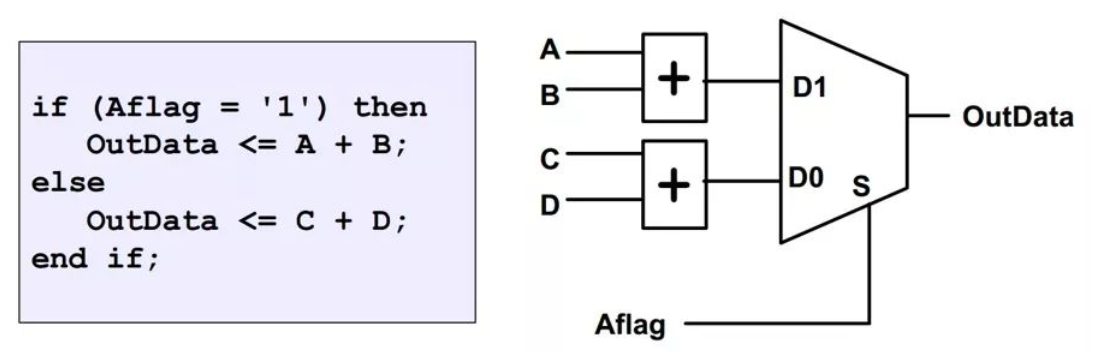 if (Aflag = '1') then
   OutData <= A + B;
else
   OutData <= C + D;
end if;
A
B
+
D1
OutData
C
D
+
D0
S
Aflag